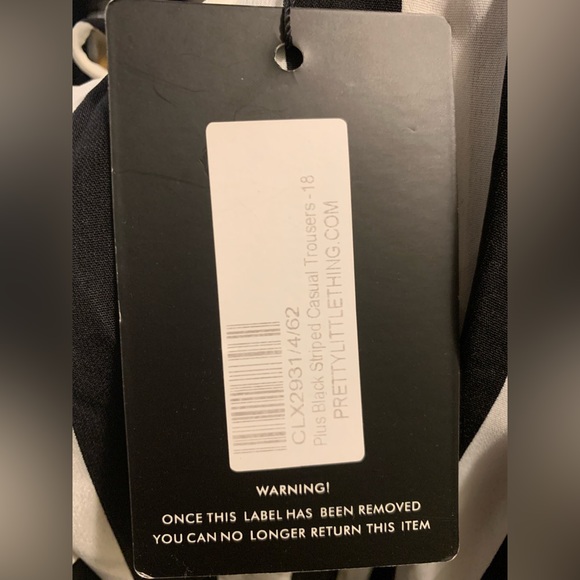 CLX2931/4/62
Plus Black Striped Casual Trousers - 18
PRETTYLITTLETHING.COM
WARNING!
ONCE THIS LABEL HAS BEEN REMOVED
YOU CAN NO LONGER RETURN THIS ITEM